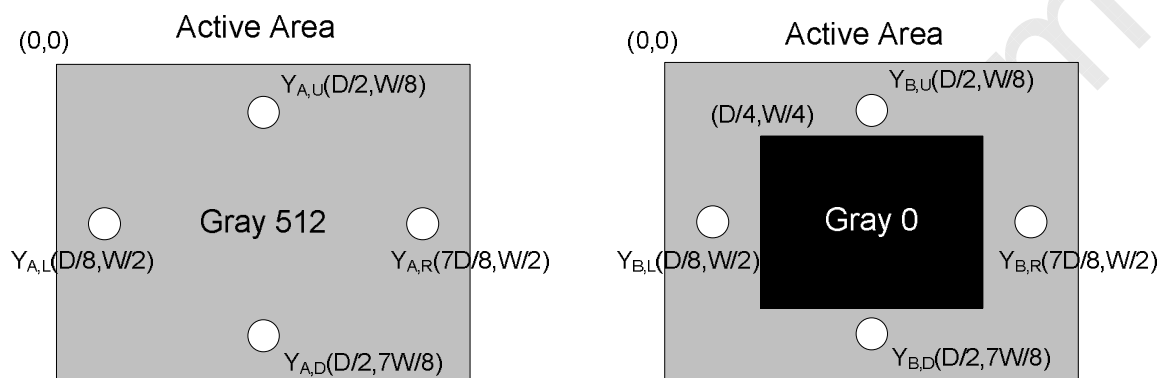 Active Area
(0,0)
Y_A,U(D/2,W/8)
Gray 512
Y_A,L(D/8,W/2)
Y_A,R(7D/8,W/2)
Y_A,D(D/2,7W/8)
Active Area
(0,0)
Y_B,U(D/2,W/8)
(D/4,W/4)
Gray 0
Y_B,L(D/8,W/2)
Y_B,R(7D/8,W/2)
Y_B,D(D/2,7W/8)